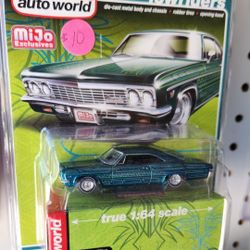 auto world
lowriders
die-cast metal body and chassis • rubber tires • opening hood
MiJo
Exclusives
$10
true 1:64 scale
world